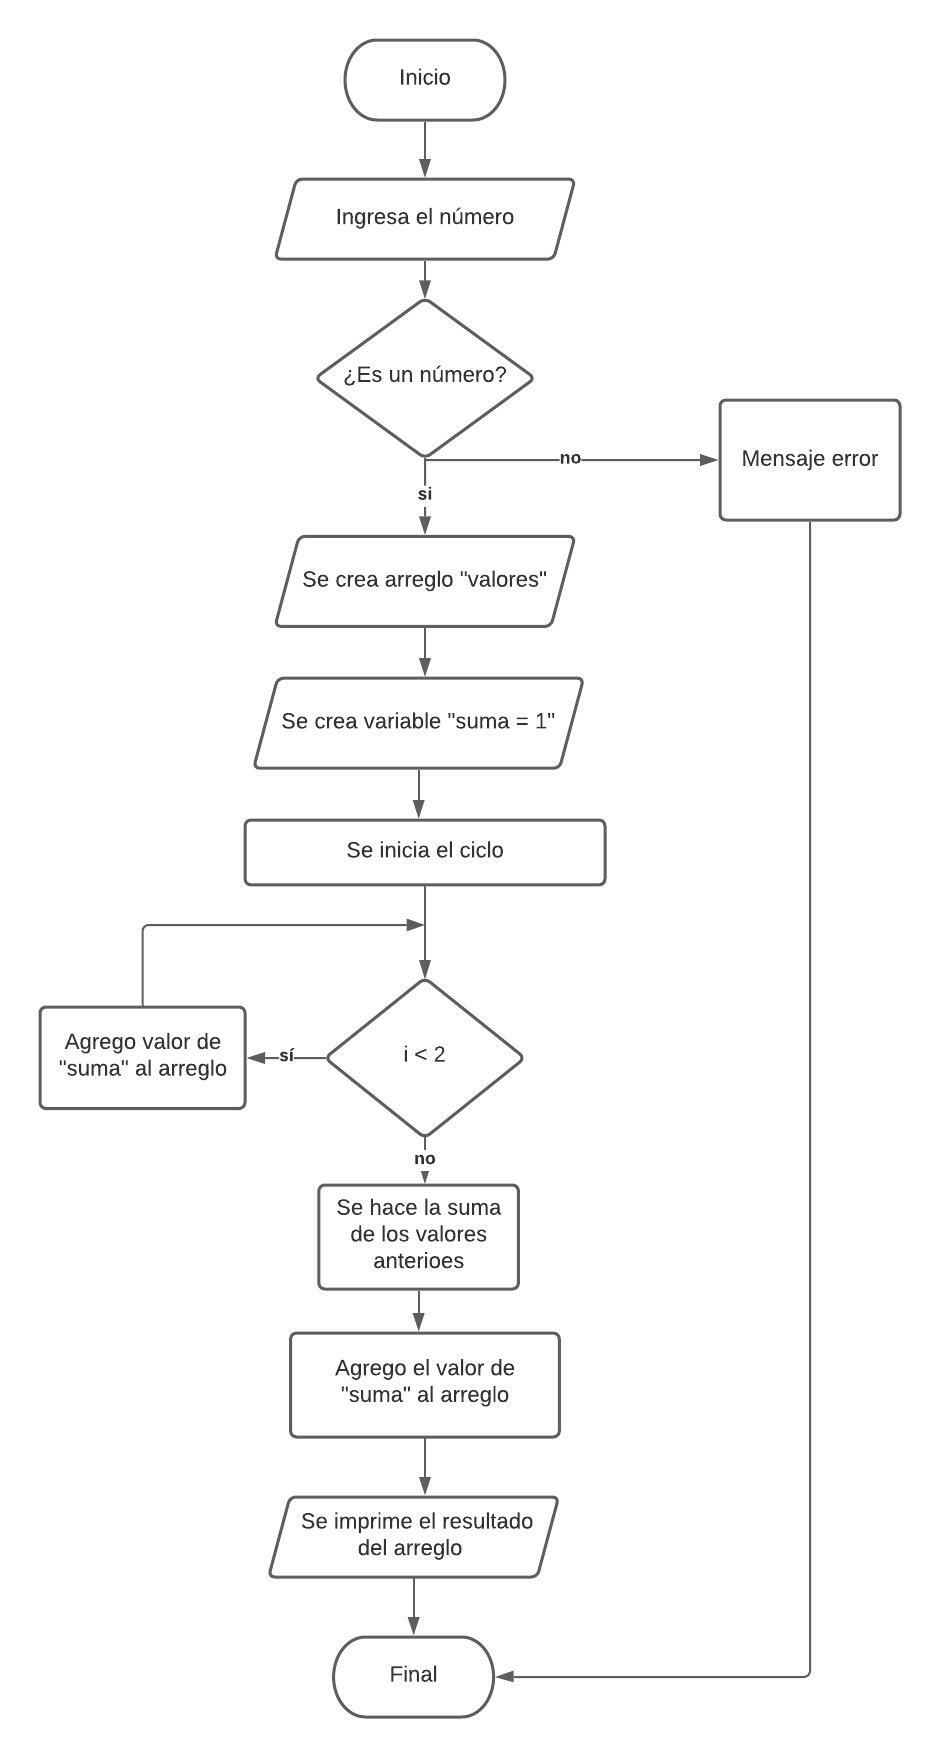 Inicio
Ingresa el número
¿Es un número?
no
Mensaje error
si
Se crea arreglo "valores"
Se crea variable "suma = 1"
Se inicia el ciclo
Agrego valor de
"suma" al arreglo
sí
i < 2
no
Se hace la suma
de los valores
anterioes
Agrego el valor de
"suma" al arreglo
Se imprime el resultado
del arreglo
Final